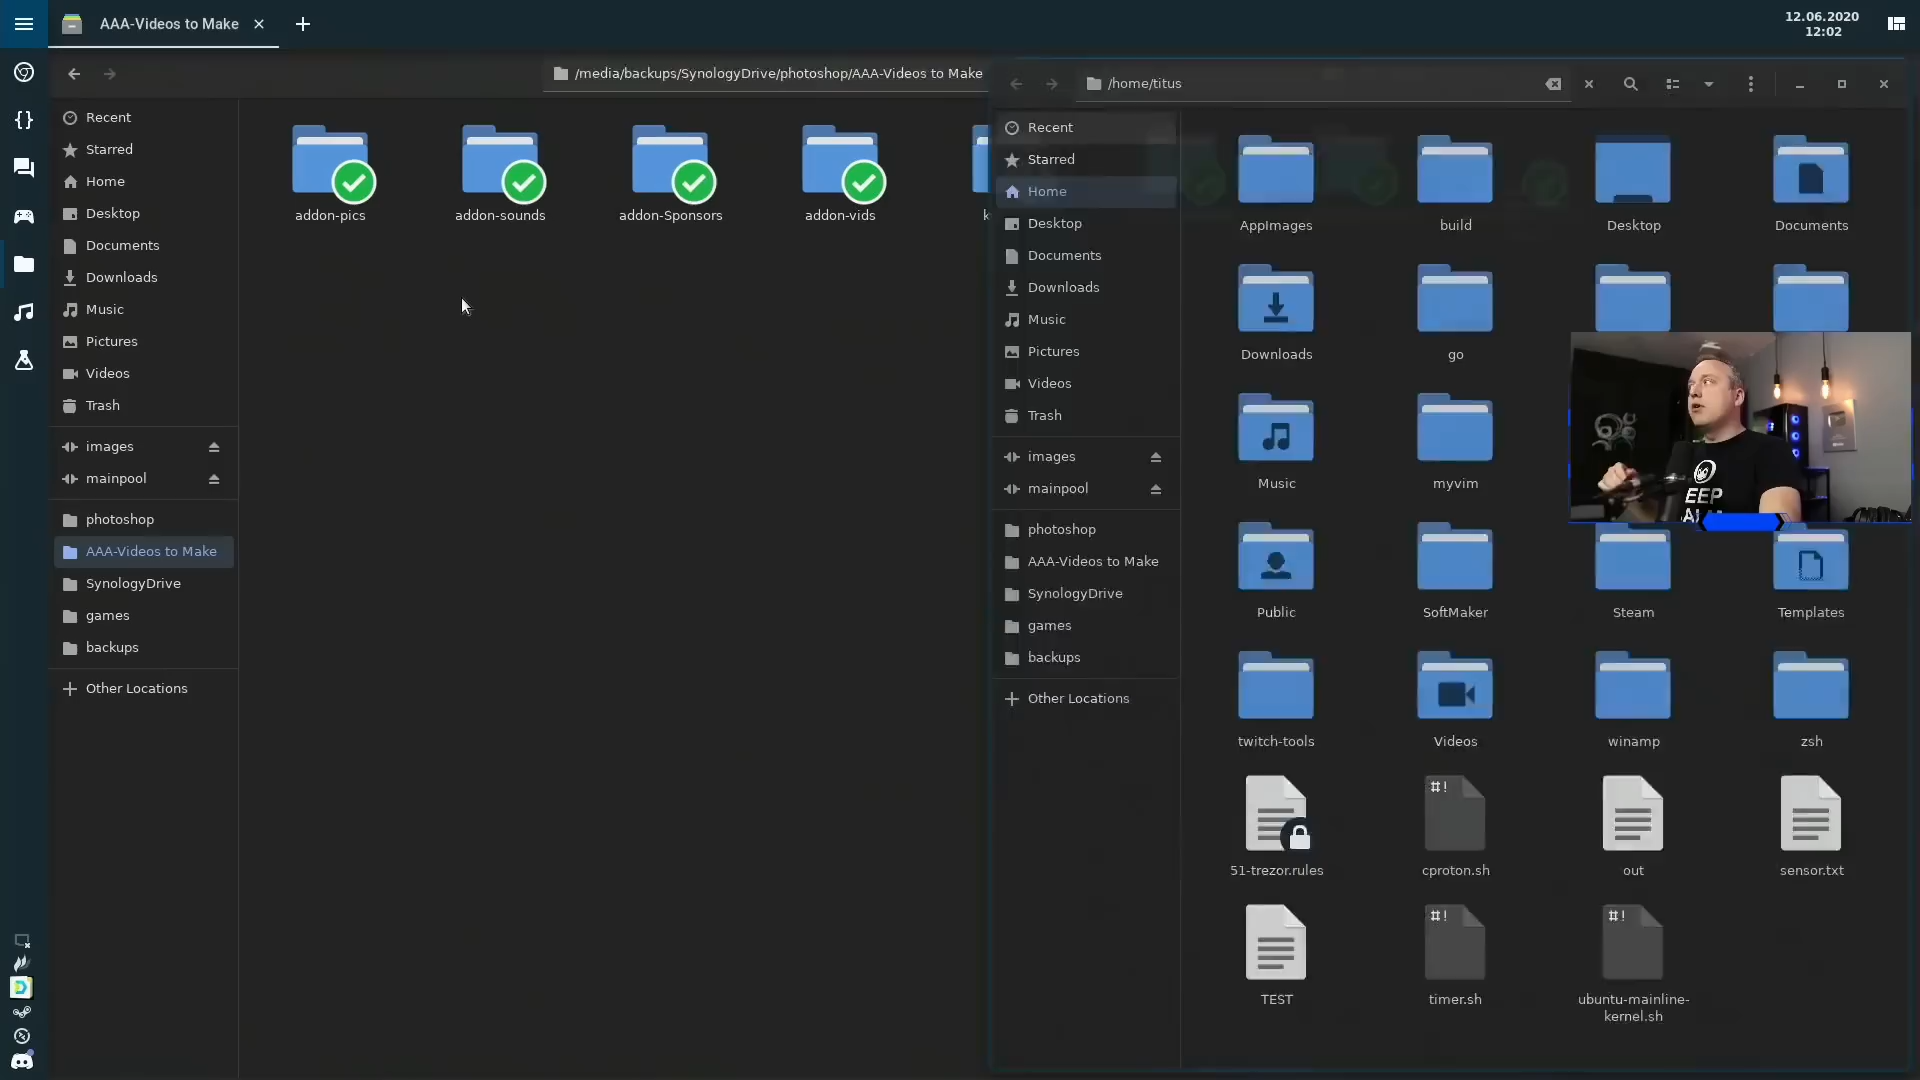 AAA-Videos to Make
12.06.2020
12:02
/media/backups/SynologyDrive/photoshop/AAA-Videos to Make
Recent
Starred
Home
Desktop
Documents
Downloads
Music
Pictures
Videos
Trash
images
mainpool
photoshop
AAA-Videos to Make
SynologyDrive
games
backups
Other Locations
addon-pics
addon-sounds
addon-Sponsors
addon-vids
k
/home/titus
Recent
Starred
Home
Desktop
Documents
Downloads
Music
Pictures
Videos
Trash
images
mainpool
photoshop
AAA-Videos to Make
SynologyDrive
games
backups
Other Locations
AppImages
build
Desktop
Documents
Downloads
go
Music
myvim
Public
SoftMaker
Steam
Templates
twitch-tools
Videos
winamp
zsh
#!
51-trezor.rules
cproton.sh
out
sensor.txt
#!
#!
TEST
timer.sh
ubuntu-mainline-
kernel.sh
EEP